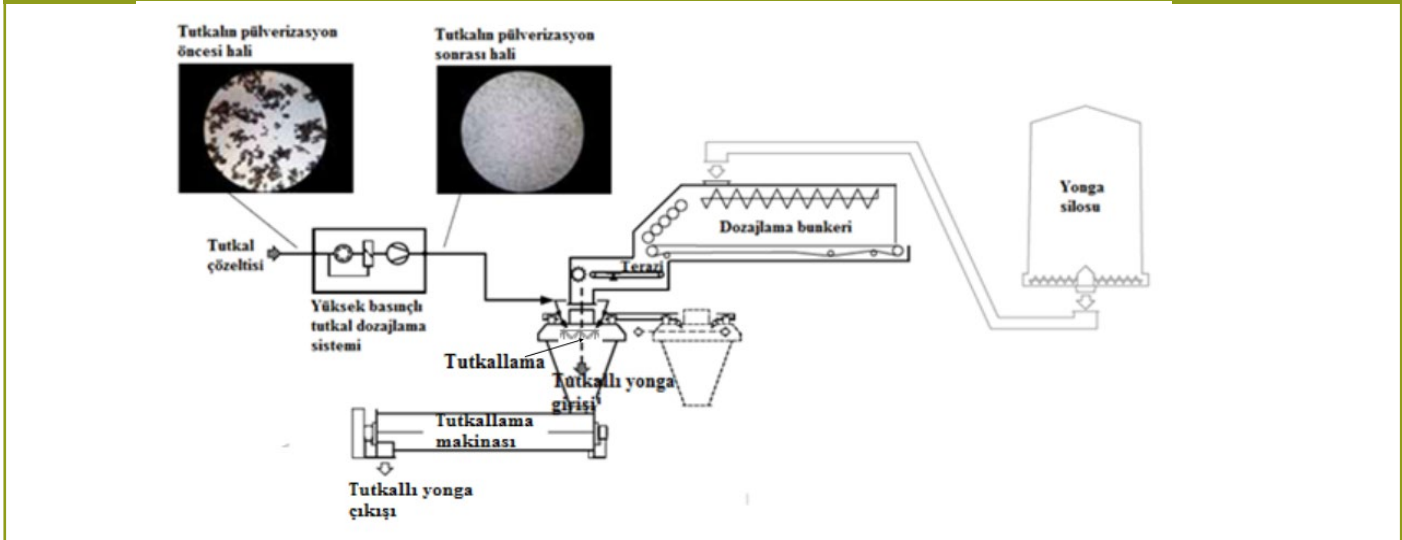 Tutkalın pülverizasyon
öncesi hali
Tutkalın pülverizasyon
sonrası hali
Yonga
silosu
Dozajlama bunkeri
Tutkal
çözeltisi
Terazi
Yüksek basınçlı
tutkal dozajlama
sistemi
Tutkallama
Tutkallı yonga
girişi
Tutkallama
makinası
Tutkallı yonga
çıkışı